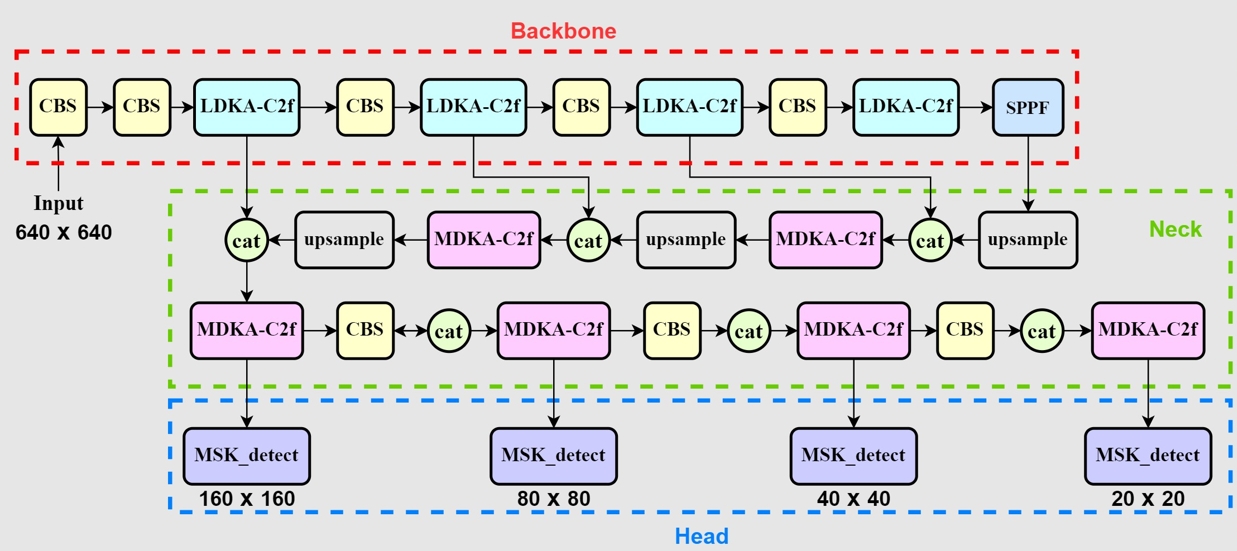 Backbone
CBS CBS LDKA-C2f CBS LDKA-C2f CBS LDKA-C2f CBS LDKA-C2f SPPF
Input
640 x 640
Neck
cat upsample MDKA-C2f cat upsample MDKA-C2f cat upsample
MDKA-C2f CBS cat MDKA-C2f CBS cat MDKA-C2f CBS cat MDKA-C2f
MSK_detect MSK_detect MSK_detect MSK_detect
160 x 160 80 x 80 40 x 40 20 x 20
Head